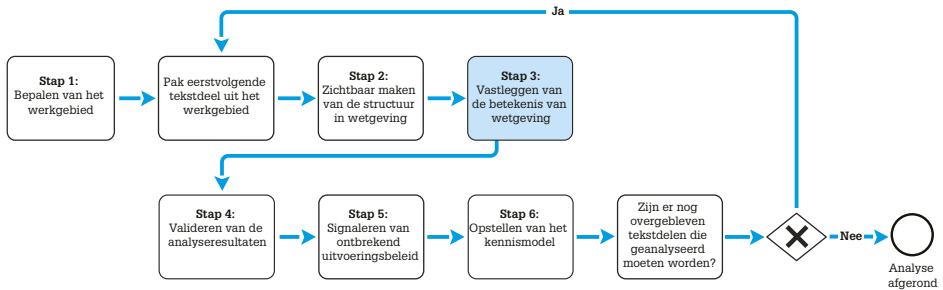 Ja
Stap 1:
Bepalen van het
werkgebied
Pak eerstvolgende
tekstdeel uit het
werkgebied
Stap 2:
Zichtbaar maken
van de structuur
in wetgeving
Stap 3:
Vastleggen van
de betekenis van
wetgeving
Stap 4:
Valideren van de
analyseresultaten
Stap 5:
Signaleren van
ontbrekend
uitvoeringsbeleid
Stap 6:
Opstellen van het
kennismodel
Zijn er nog
overgebleven
tekstdelen die
geanalyseerd
moeten worden?
Nee
Analyse
afgerond